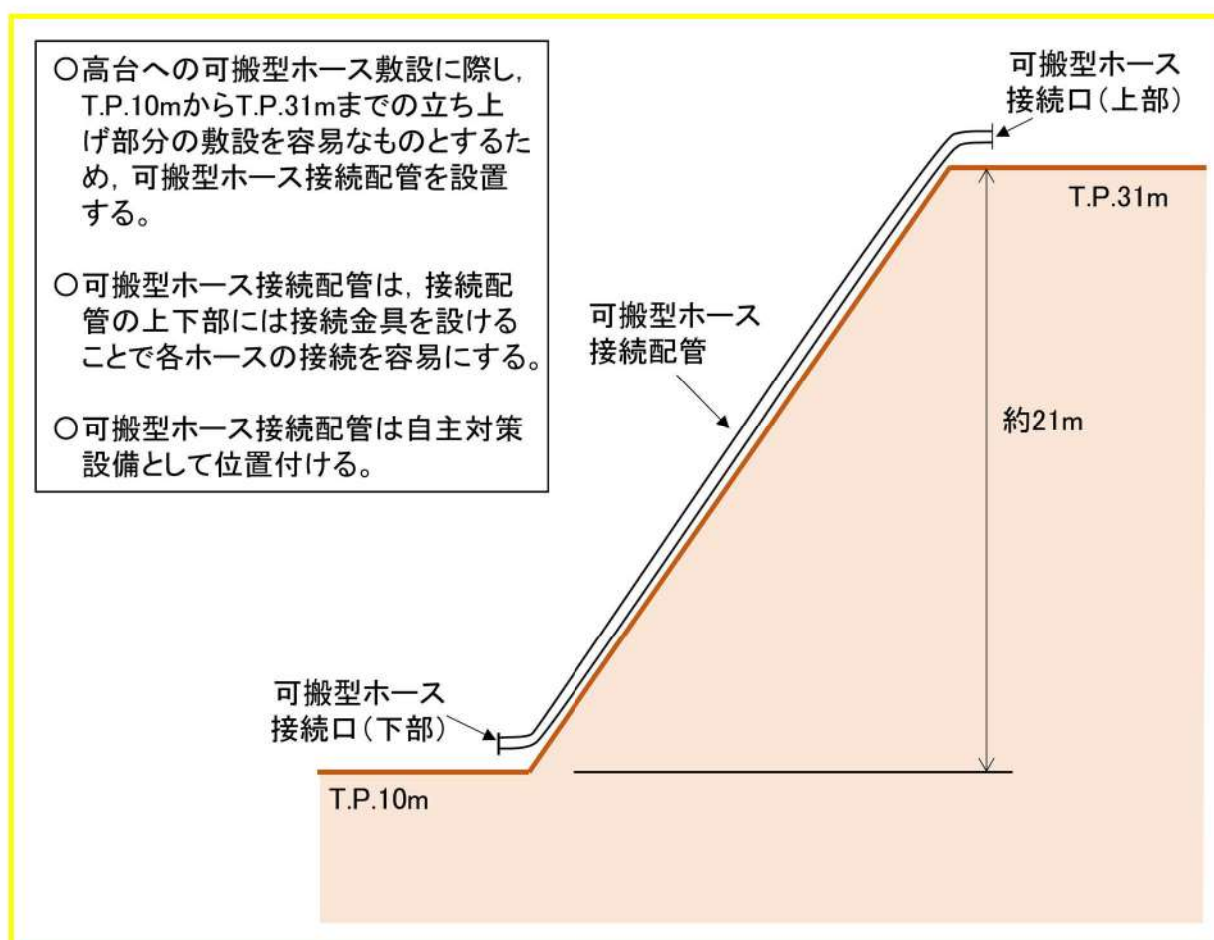 ○高台への可搬型ホース敷設に際し,
T.P.10mからT.P.31mまでの立ち上
げ部分の敷設を容易なものとするた
め, 可搬型ホース接続配管を設置
する。
○可搬型ホース接続配管は, 接続配
管の上下部には接続金具を設ける
ことで各ホースの接続を容易にする。
○可搬型ホース接続配管は自主対策
設備として位置付ける。
可搬型ホース
接続口(上部)
T.P.31m
可搬型ホース
接続配管
約21m
可搬型ホース
接続口(下部)
T.P.10m